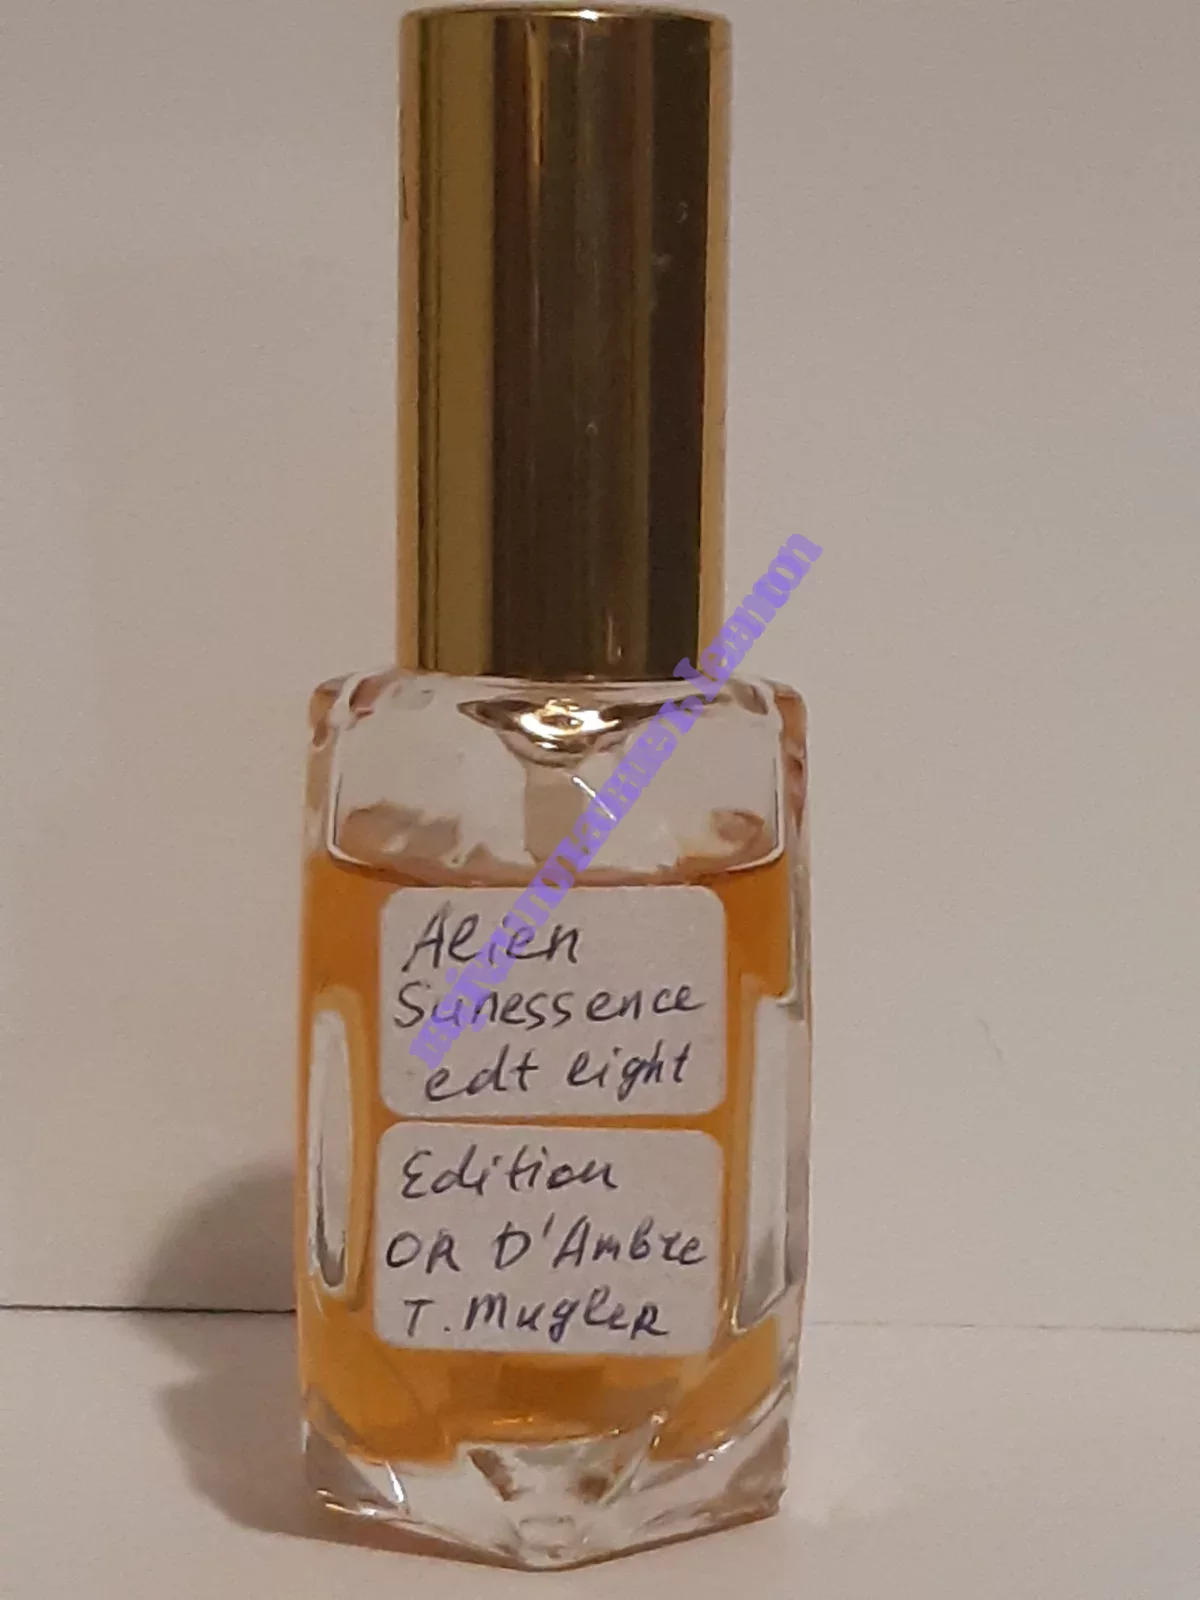 Alien
Sunessence
edt light
Edition
OR D'Ambre
T. Mugler